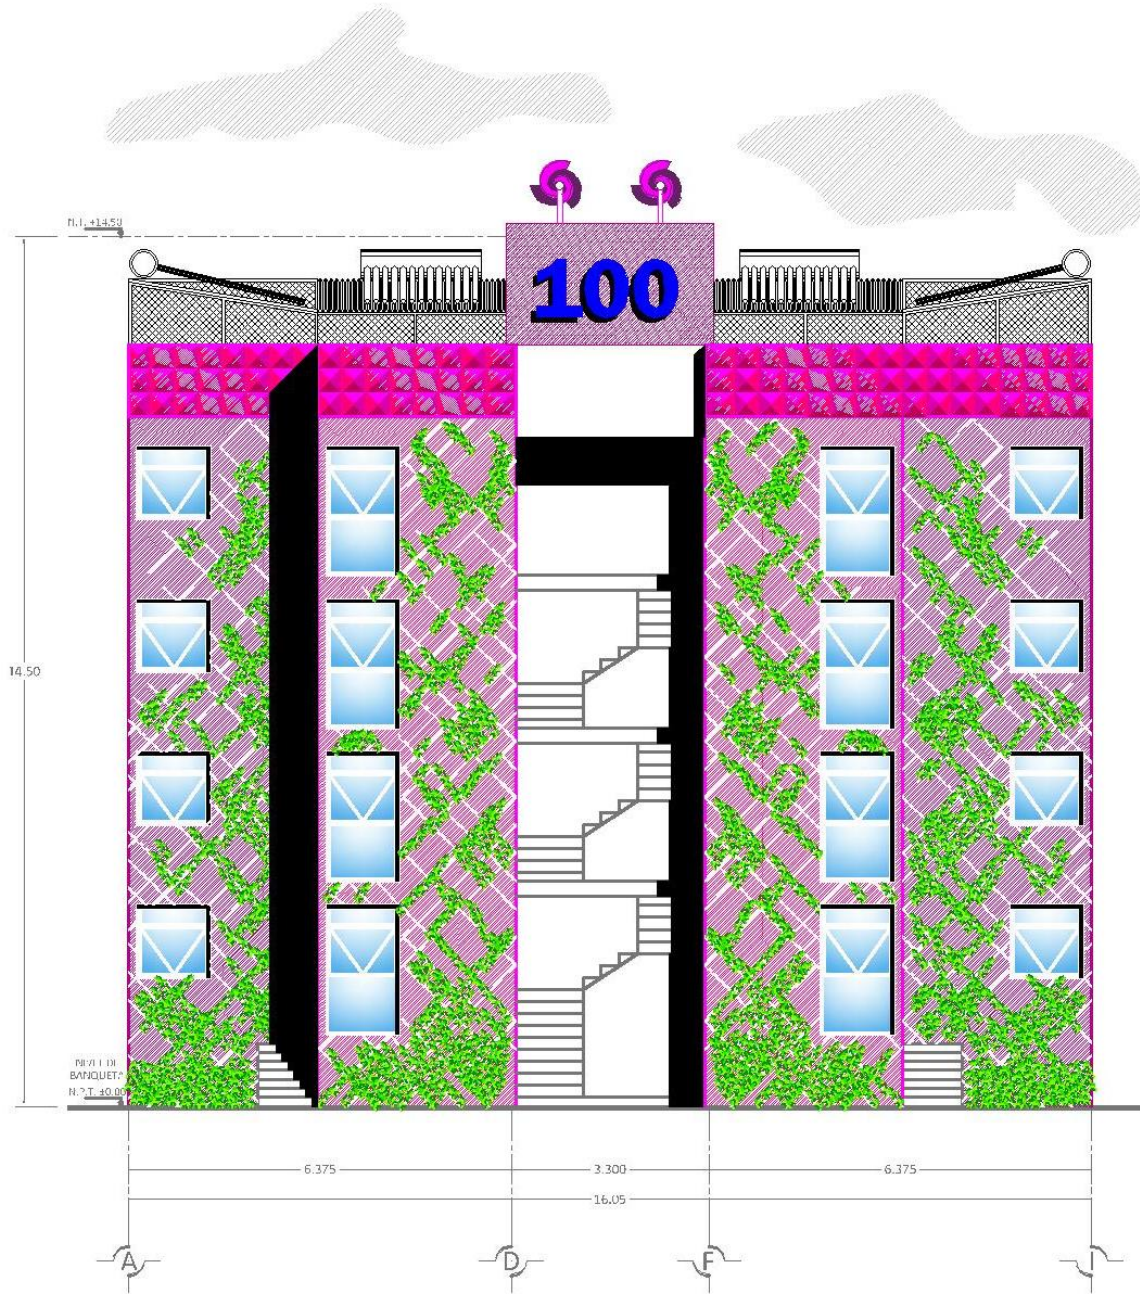 N.T. +14.50
100
14.50
NIVEL DE
BANQUETA
N.P.T. ±0.00
6.375
3.300
6.375
16.05
A
D
F
I